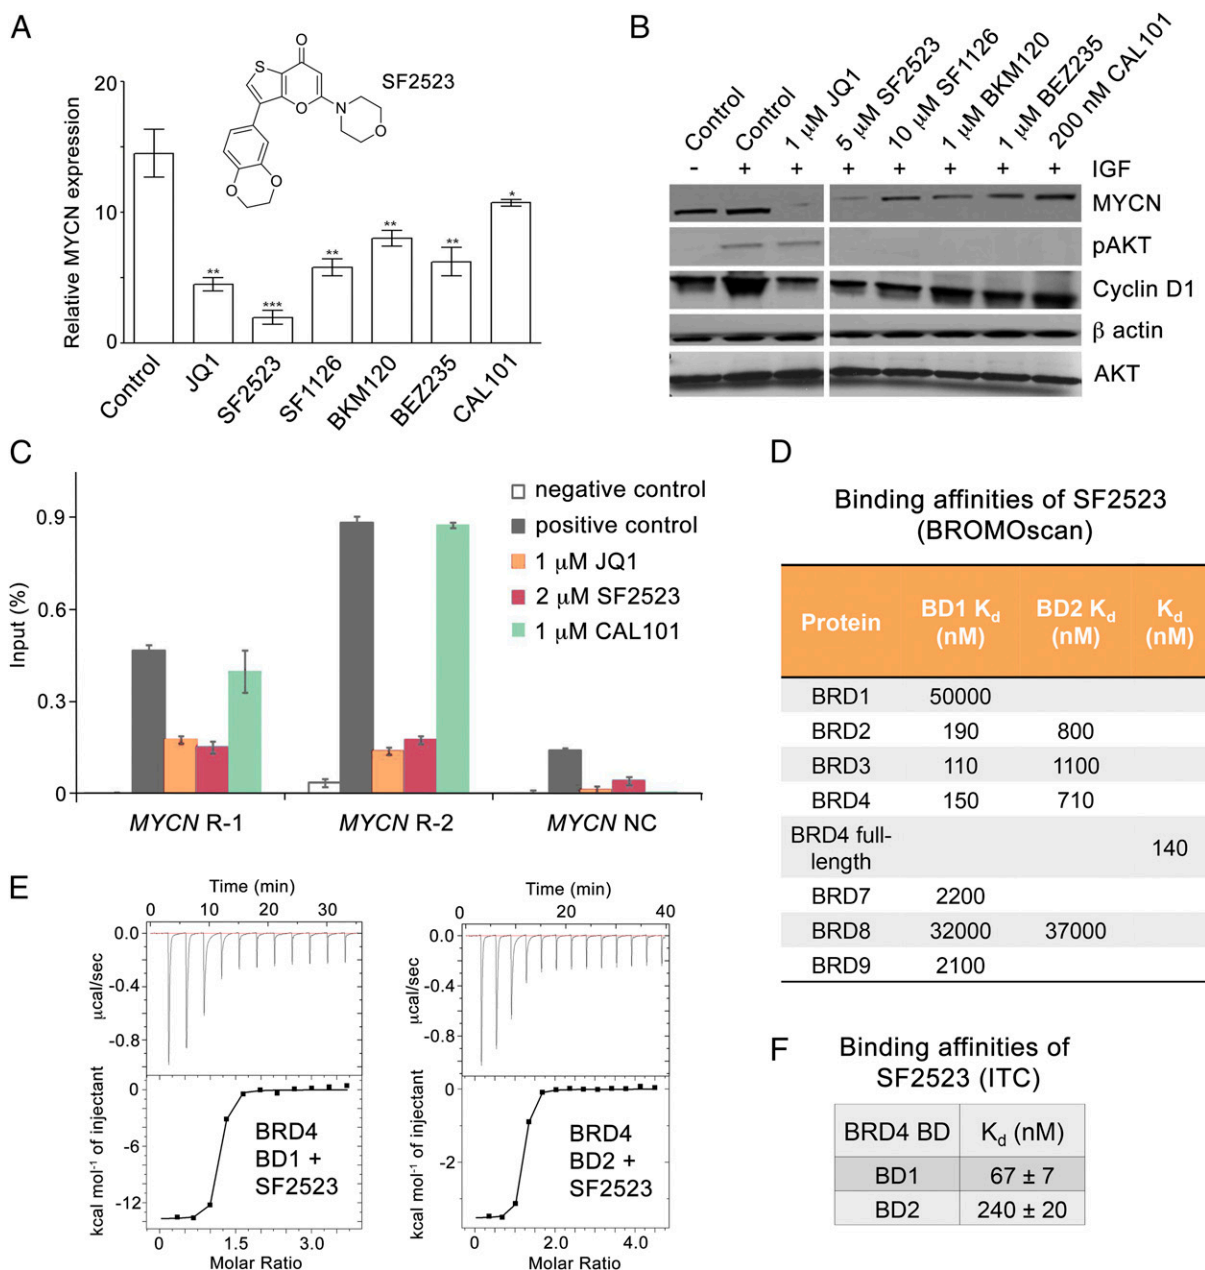 A
SF2523
S
O
O
N
O
O
O
Relative MYCN expression
20
10
0
**
***
**
**
**
*
Control
JQ1
SF2523
SF1126
BKM120
BEZ235
CAL101
B
Control
Control
1 μM JQ1
5 μM SF2523
10 μM SF1126
1 μM BKM120
1 μM BEZ235
200 nM CAL101
- + + + + + + + IGF
MYCN
pAKT
Cyclin D1
β actin
AKT
C
Input (%)
0.9
0.6
0.3
0
negative control
positive control
1 μM JQ1
2 μM SF2523
1 μM CAL101
MYCN R-1 MYCN R-2 MYCN NC
D
Binding affinities of SF2523
(BROMOscan)
Protein BD1 Kd (nM) BD2 Kd (nM) Kd (nM)
BRD1 50000
BRD2 190 800
BRD3 110 1100
BRD4 150 710
BRD4 full-length 140
BRD7 2200
BRD8 32000 37000
BRD9 2100
E
Time (min)
0 10 20 30
μcal/sec
0.0
-0.4
-0.8
kcal mol-1 of injectant
0
-6
-12
BRD4
BD1 +
SF2523
0 1.5 3.0
Molar Ratio
Time (min)
0 20 40
μcal/sec
0.0
-0.4
-0.8
kcal mol-1 of injectant
0
-2
BRD4
BD2 +
SF2523
0 2.0 4.0
Molar Ratio
F
Binding affinities of
SF2523 (ITC)
BRD4 BD Kd (nM)
BD1 67 ± 7
BD2 240 ± 20